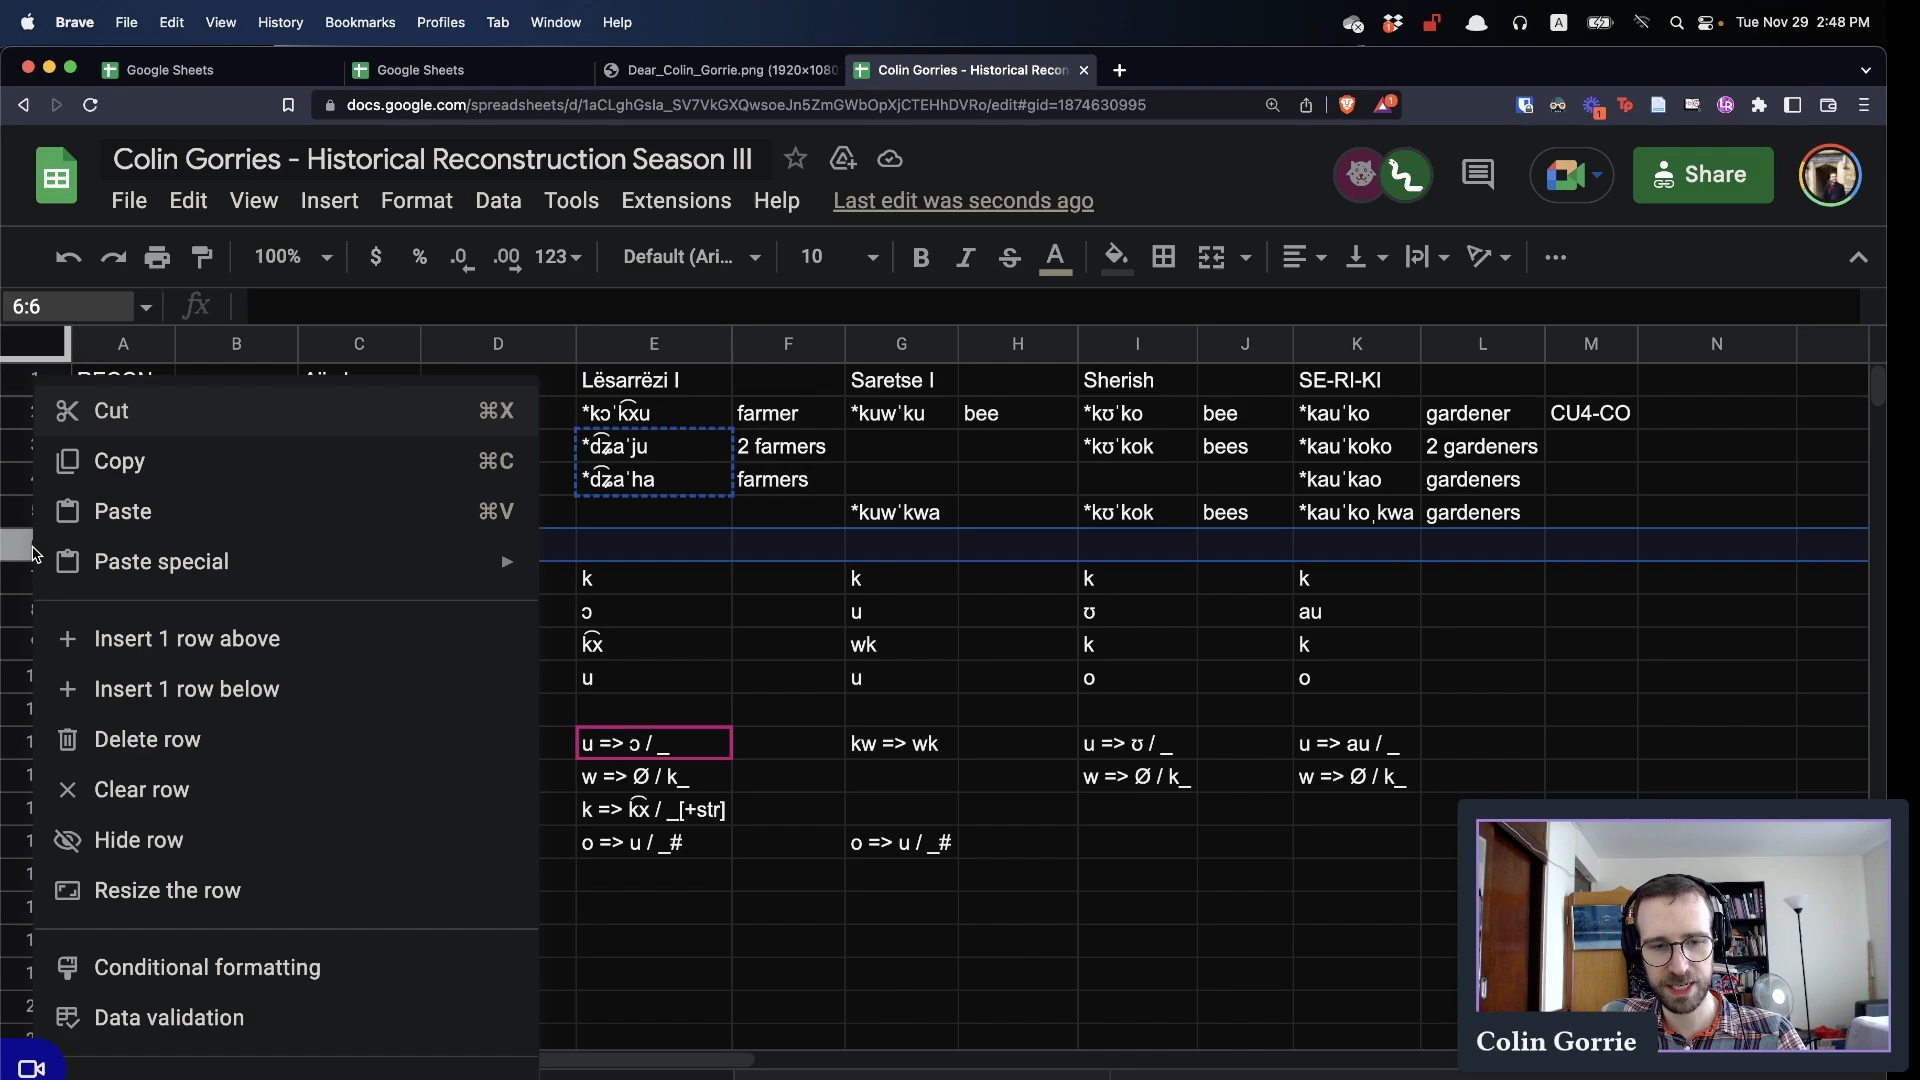 Brave File Edit View History Bookmarks Profiles Tab Window Help
A
Tue Nov 29 2:48 PM
Google Sheets
Google Sheets
Dear_Colin_Gorrie.png (1920×1080
Colin Gorries - Historical Recon
docs.google.com/spreadsheets/d/1aCLghGsla_SV7VkGXQwsoeJn5ZmGWbOpXjCTEHhDVRo/edit#gid=1874630995
Colin Gorries - Historical Reconstruction Season III
Share
File Edit View Insert Format Data Tools Extensions Help Last edit was seconds ago
100% $ % .0 .00 123 Default (Ari... 10 B I S A
6:6 fx
A B C D E F G H I J K L M N
Lësarrëzi I Saretse I Sherish SE-RI-KI
*kɔˈk͡xu farmer *kuwˈku bee *kʊˈko bee *kauˈko gardener CU4-CO
*d͡ʑaˈju 2 farmers *kʊˈkok bees *kauˈkoko 2 gardeners
*d͡ʑaˈha farmers *kauˈkao gardeners
*kuwˈkwa *kʊˈkok bees *kauˈkoˌkwa gardeners
k k k k
ɔ u ʊ au
k͡x wk k k
u u o o
u => ɔ / _ kw => wk u => ʊ / _ u => au / _
w => Ø / k_ w => Ø / k_ w => Ø / k_
k => k͡x / _[+str]
o => u / _# o => u / _#
Cut ⌘X
Copy ⌘C
Paste ⌘V
Paste special
Insert 1 row above
Insert 1 row below
Delete row
Clear row
Hide row
Resize the row
Conditional formatting
Data validation
Colin Gorrie